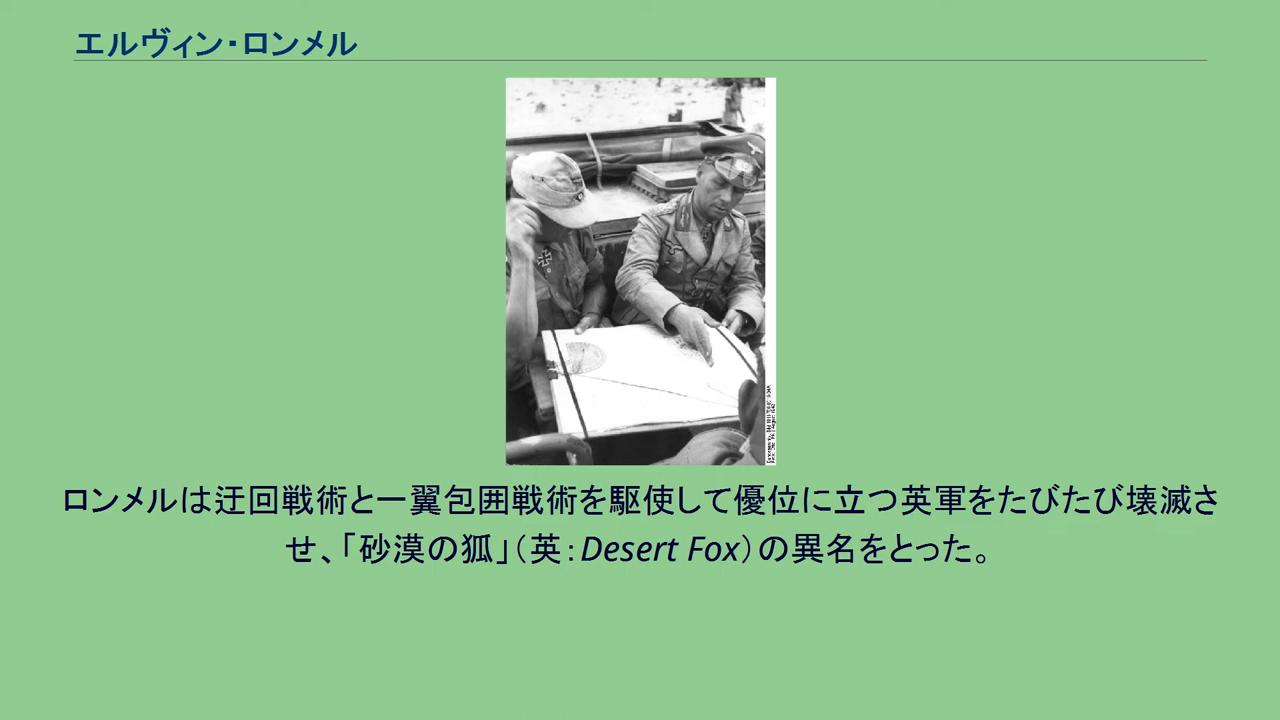 エルヴィン・ロンメル
ロンメルは迂回戦術と一翼包囲戦術を駆使して優位に立つ英軍をたびたび壊滅さ
せ、「砂漠の狐」（英：Desert Fox）の異名をとった。